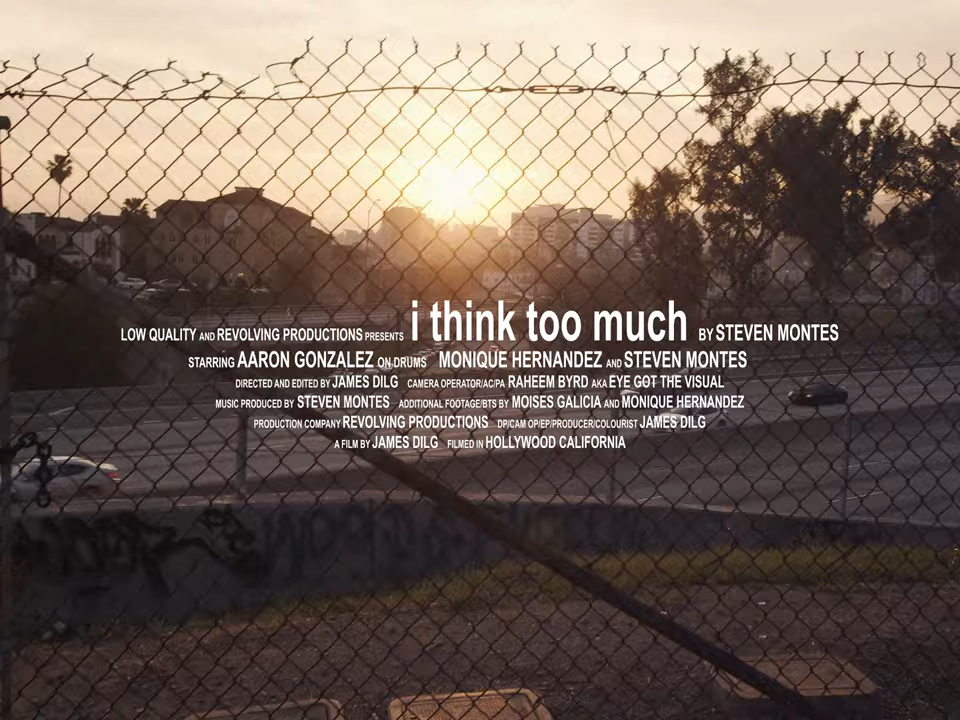 LOW QUALITY AND REVOLVING PRODUCTIONS PRESENTS i think too much BY STEVEN MONTES
STARRING AARON GONZALEZ ON DRUMS MONIQUE HERNANDEZ AND STEVEN MONTES
DIRECTED AND EDITED BY JAMES DILG CAMERA OPERATOR/AC/PA RAHEEM BYRD AKA EYE GOT THE VISUAL
MUSIC PRODUCED BY STEVEN MONTES ADDITIONAL FOOTAGE/BTS BY MOISES GALICIA AND MONIQUE HERNANDEZ
PRODUCTION COMPANY REVOLVING PRODUCTIONS DP/CAM OP/EP/PRODUCER/COLOURIST JAMES DILG
A FILM BY JAMES DILG FILMED IN HOLLYWOOD CALIFORNIA